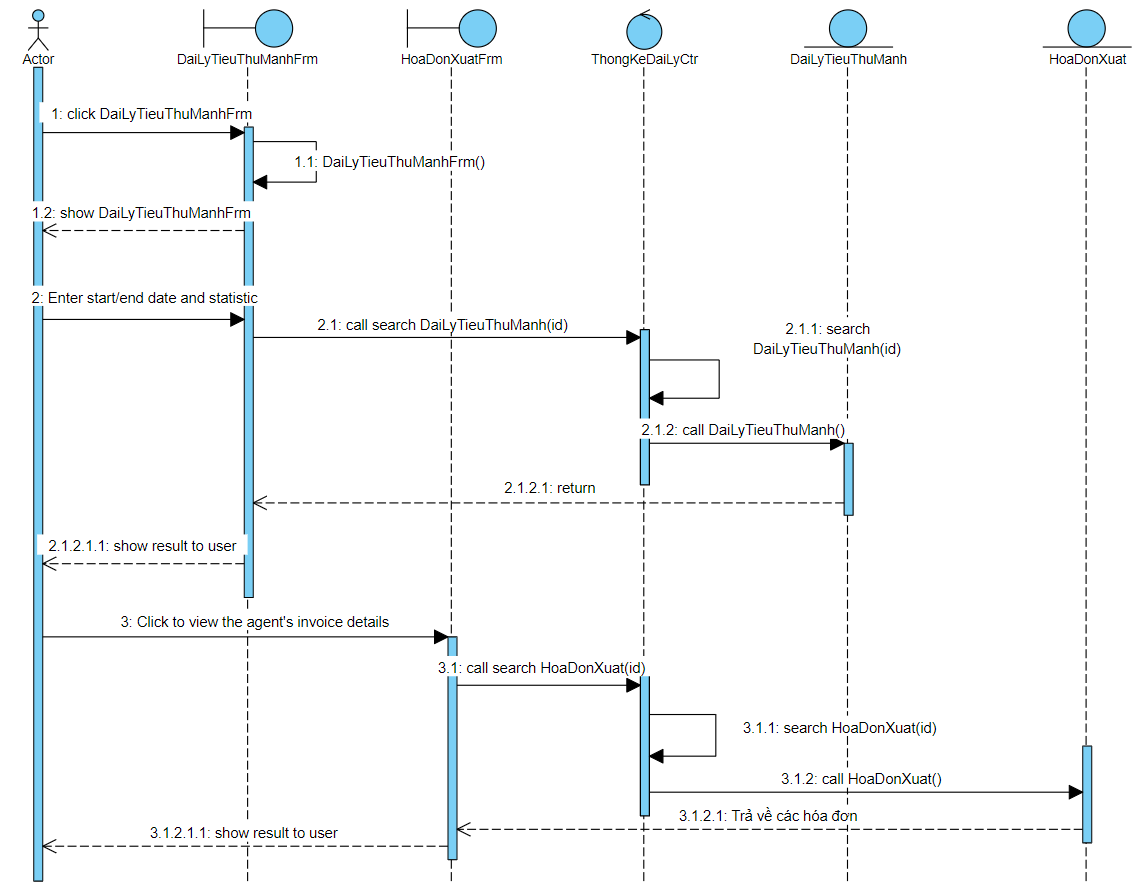 Actor
DaiLyTieuThuManhFrm
HoaDonXuatFrm
ThongKeDaiLyCtr
DaiLyTieuThuManh
HoaDonXuat
1: click DaiLyTieuThuManhFrm
1.1: DaiLyTieuThuManhFrm()
1.2: show DaiLyTieuThuManhFrm
2: Enter start/end date and statistic
2.1: call search DaiLyTieuThuManh(id)
2.1.1: search
DaiLyTieuThuManh(id)
2.1.2: call DaiLyTieuThuManh()
2.1.2.1: return
2.1.2.1.1: show result to user
3: Click to view the agent's invoice details
3.1: call search HoaDonXuat(id)
3.1.1: search HoaDonXuat(id)
3.1.2: call HoaDonXuat()
3.1.2.1: Trả về các hóa đơn
3.1.2.1.1: show result to user